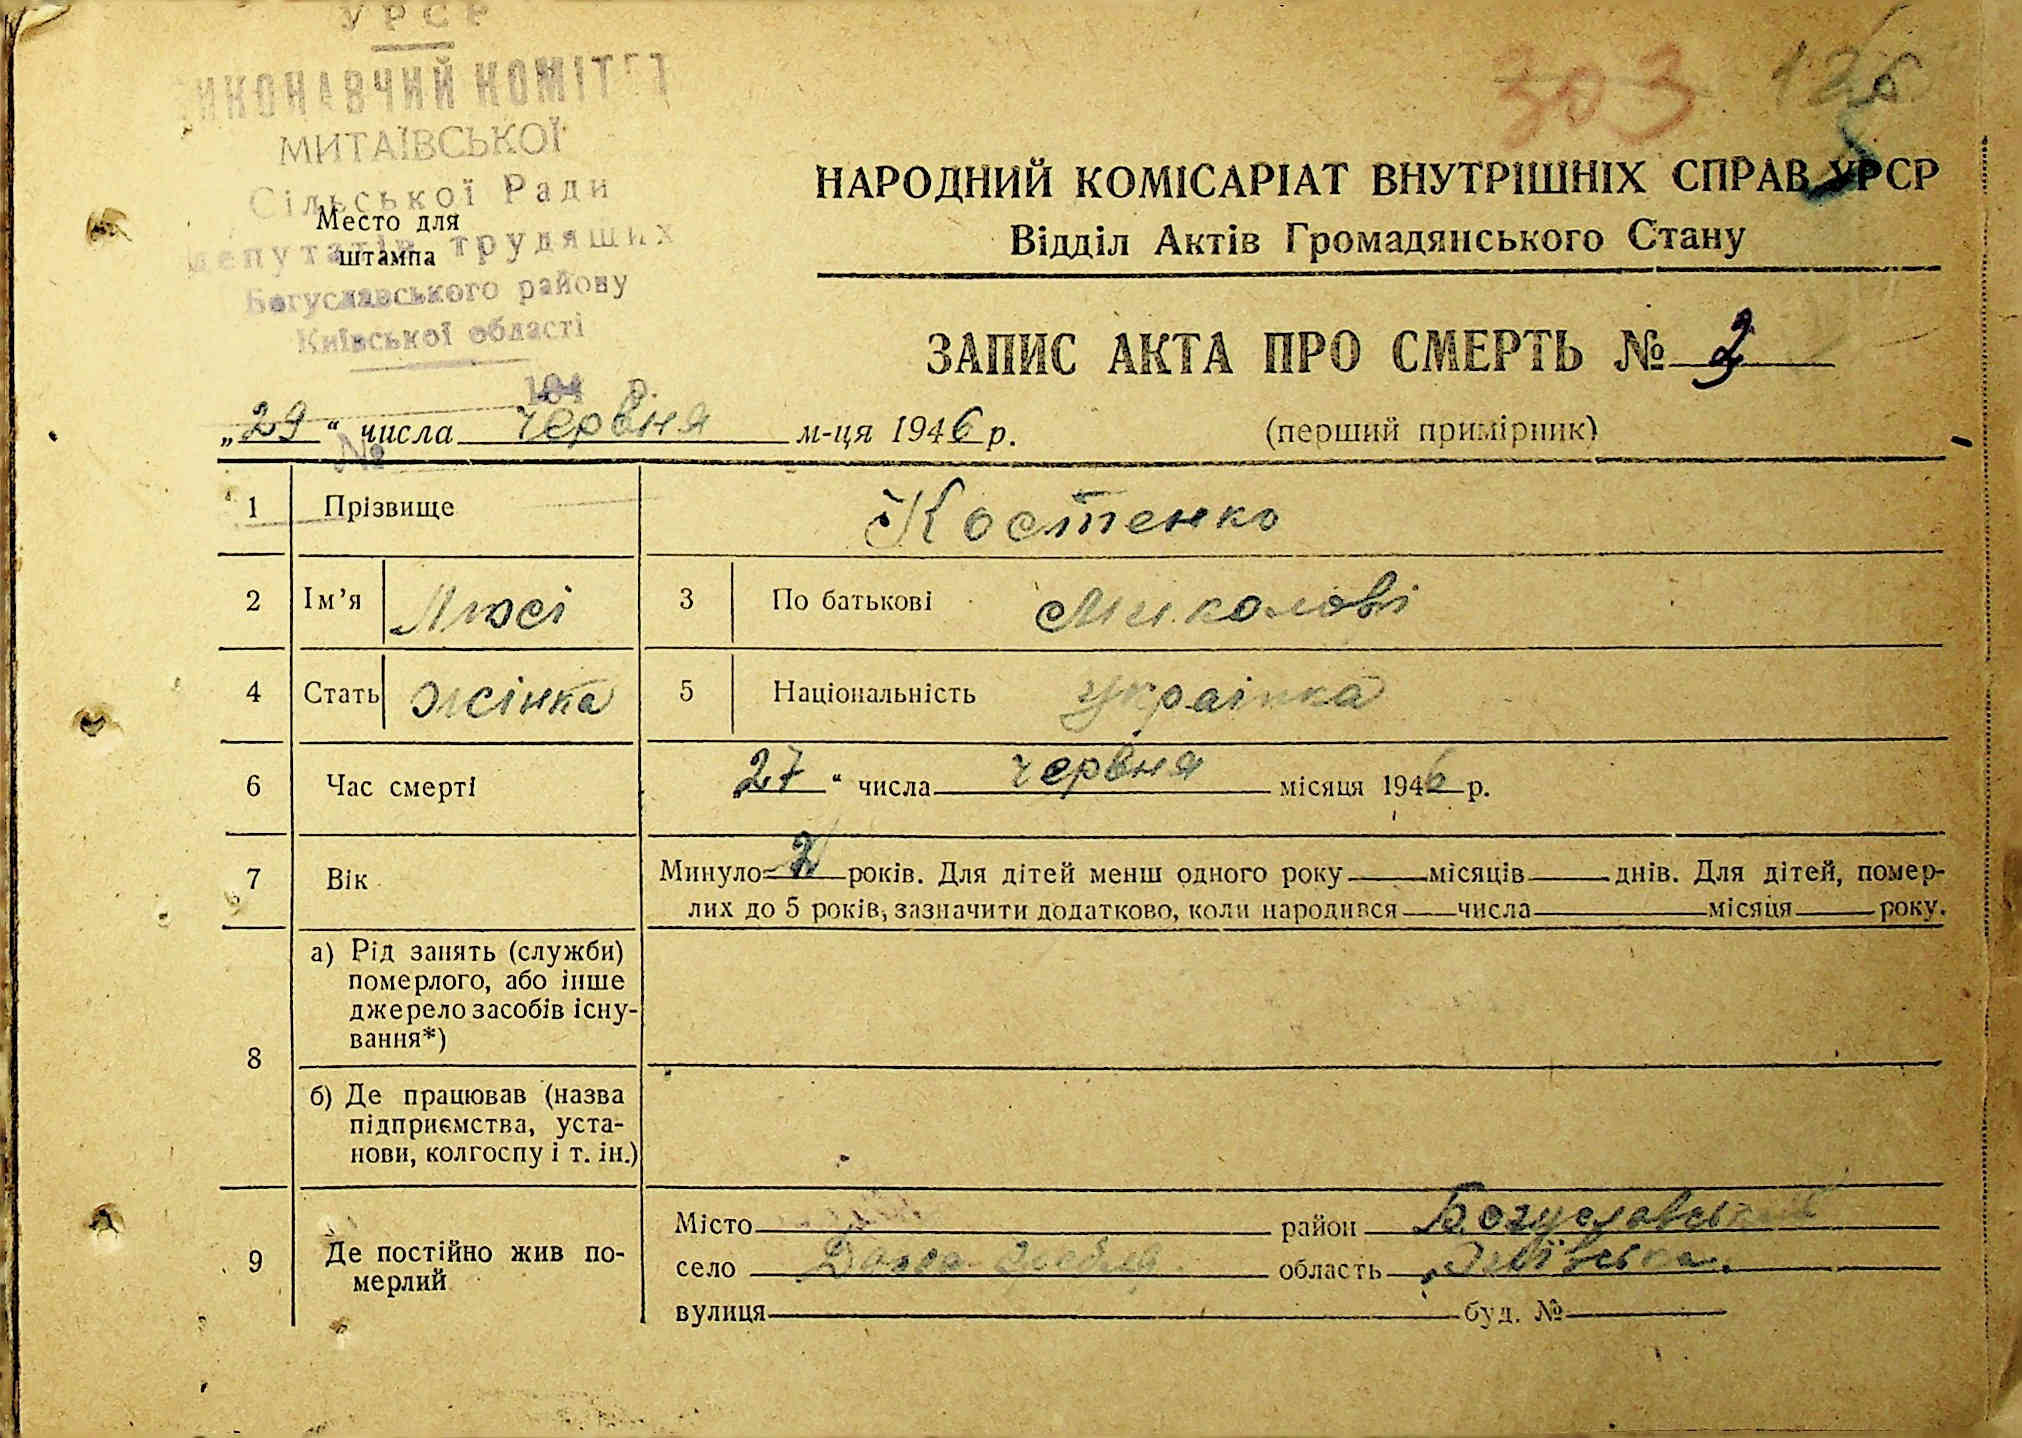 УРСР
ВИКОНАВЧИЙ КОМІТЕТ
МИТАЇВСЬКОЇ
Сільської Ради
депутатів трудящих
Богуславського району
Київської області
194 р.
№
Место для
штампа
303
НАРОДНИЙ КОМІСАРІАТ ВНУТРІШНІХ СПРАВ УРСР
Відділ Актів Громадянського Стану
ЗАПИС АКТА ПРО СМЕРТЬ № 2
„29“ числа червня м-ця 1946 р. (перший примірник)
1 Прізвище Костенко
2 Ім’я Люсі 3 По батькові Миколові
4 Стать жінка 5 Національність українка
6 Час смерті 27 “ числа червня місяця 1946 р.
7 Вік Минуло 2 років. Для дітей менш одного року місяців днів. Для дітей, помер-
лих до 5 років, зазначити додатково, коли народився числа місяця року.
8 а) Рід занять (служби)
померлого, або інше
джерело засобів існу-
вання*)
б) Де працював (назва
підприємства, уста-
нови, колгоспу і т. ін.)
9 Де постійно жив по-
мерлий
Місто район Богуславський
село область
вулиця буд. №